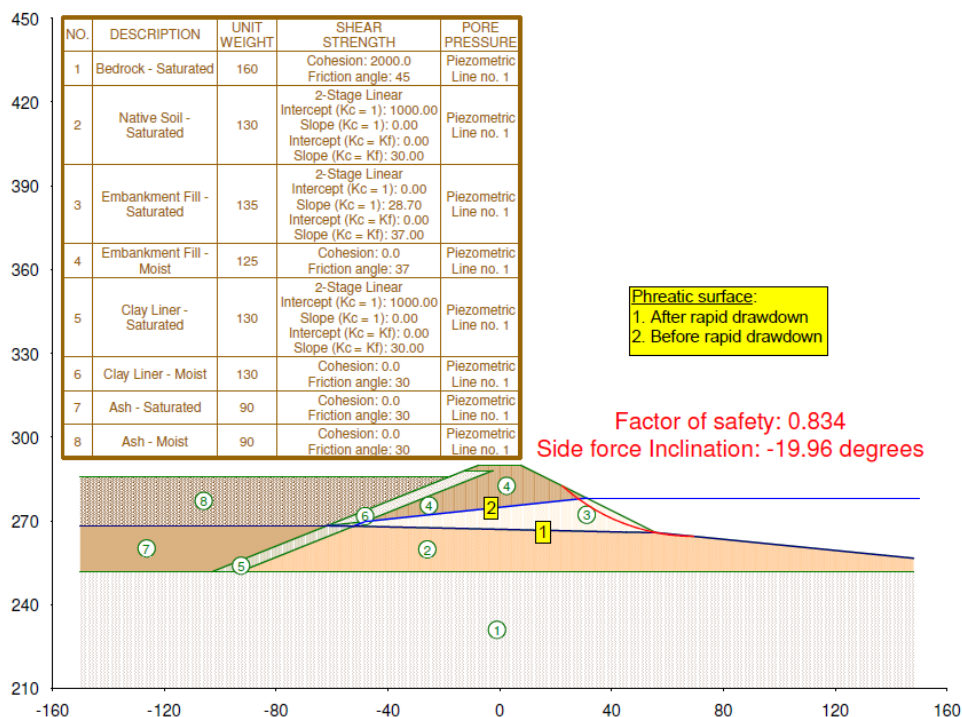 NO. DESCRIPTION UNIT WEIGHT SHEAR STRENGTH PORE PRESSURE
1 Bedrock - Saturated 160 Cohesion: 2000.0 Friction angle: 45 Piezometric Line no. 1
2 Native Soil - Saturated 130 2-Stage Linear Intercept (Kc = 1): 1000.00 Slope (Kc = 1): 0.00 Intercept (Kc = Kf): 0.00 Slope (Kc = Kf): 30.00 Piezometric Line no. 1
3 Embankment Fill - Saturated 135 2-Stage Linear Intercept (Kc = 1): 0.00 Slope (Kc = 1): 28.70 Intercept (Kc = Kf): 0.00 Slope (Kc = Kf): 37.00 Piezometric Line no. 1
4 Embankment Fill - Moist 125 Cohesion: 0.0 Friction angle: 37 Piezometric Line no. 1
5 Clay Liner - Saturated 130 2-Stage Linear Intercept (Kc = 1): 1000.00 Slope (Kc = 1): 0.00 Intercept (Kc = Kf): 0.00 Slope (Kc = Kf): 30.00 Piezometric Line no. 1
6 Clay Liner - Moist 130 Cohesion: 0.0 Friction angle: 30 Piezometric Line no. 1
7 Ash - Saturated 90 Cohesion: 0.0 Friction angle: 30 Piezometric Line no. 1
8 Ash - Moist 90 Cohesion: 0.0 Friction angle: 30 Piezometric Line no. 1
Phreatic surface:
1. After rapid drawdown
2. Before rapid drawdown
Factor of safety: 0.834
Side force Inclination: -19.96 degrees
450
420
390
360
330
300
270
240
210
8
4
4
6
2
3
1
7
2
5
1
-160 -120 -80 -40 0 40 80 120 160